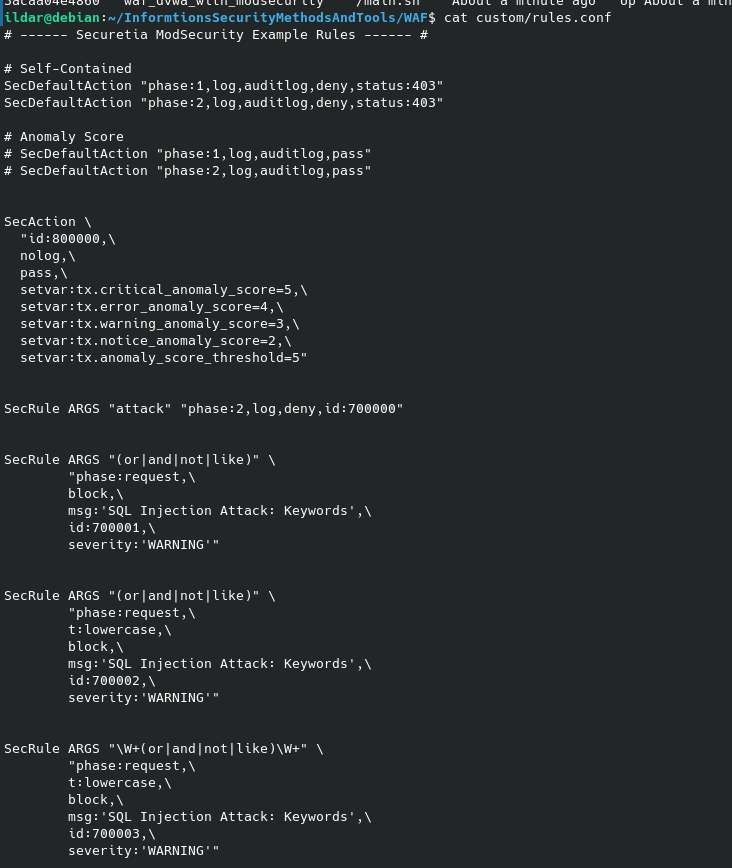 5acaa04e4860   waf_dvwa_with_modsecurity   "/main.sh"   About a minute ago   Up About a min
ildar@debian:~/InformtionsSecurityMethodsAndTools/WAF$ cat custom/rules.conf
# ------ Securetia ModSecurity Example Rules ------ #

# Self-Contained
SecDefaultAction "phase:1,log,auditlog,deny,status:403"
SecDefaultAction "phase:2,log,auditlog,deny,status:403"

# Anomaly Score
# SecDefaultAction "phase:1,log,auditlog,pass"
# SecDefaultAction "phase:2,log,auditlog,pass"


SecAction \
  "id:800000,\
  nolog,\
  pass,\
  setvar:tx.critical_anomaly_score=5,\
  setvar:tx.error_anomaly_score=4,\
  setvar:tx.warning_anomaly_score=3,\
  setvar:tx.notice_anomaly_score=2,\
  setvar:tx.anomaly_score_threshold=5"


SecRule ARGS "attack" "phase:2,log,deny,id:700000"


SecRule ARGS "(or|and|not|like)" \
        "phase:request,\
        block,\
        msg:'SQL Injection Attack: Keywords',\
        id:700001,\
        severity:'WARNING'"


SecRule ARGS "(or|and|not|like)" \
        "phase:request,\
        t:lowercase,\
        block,\
        msg:'SQL Injection Attack: Keywords',\
        id:700002,\
        severity:'WARNING'"


SecRule ARGS "\W+(or|and|not|like)\W+" \
        "phase:request,\
        t:lowercase,\
        block,\
        msg:'SQL Injection Attack: Keywords',\
        id:700003,\
        severity:'WARNING'"